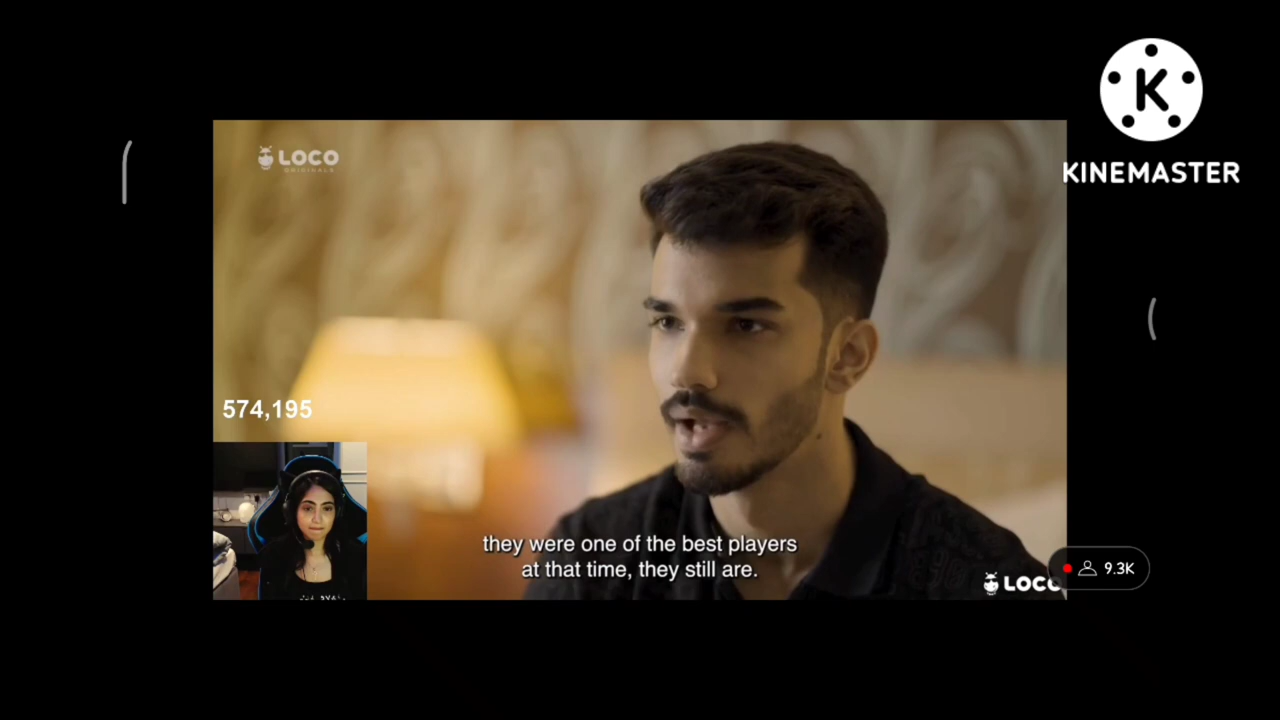 K
KINEMASTER
LOCO
ORIGINALS
574,195
they were one of the best players
at that time, they still are.
LOCO
9.3K